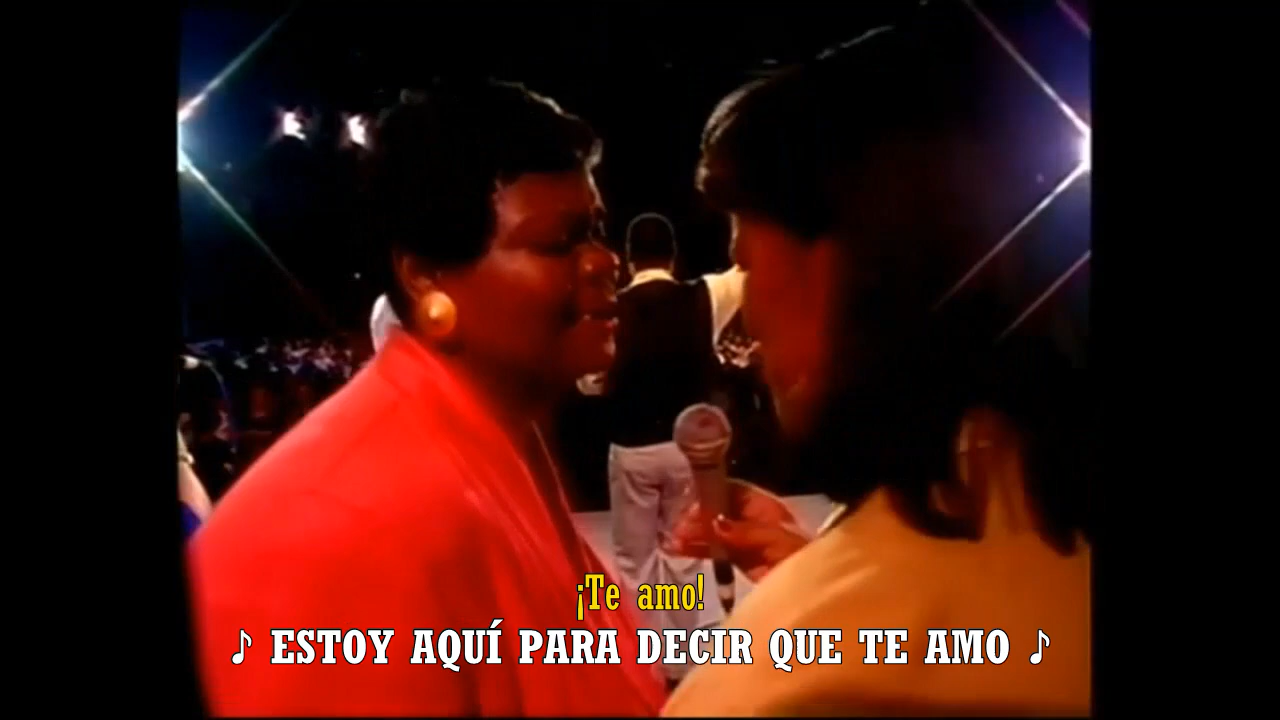 ¡Te amo!
♪ ESTOY AQUÍ PARA DECIR QUE TE AMO ♪